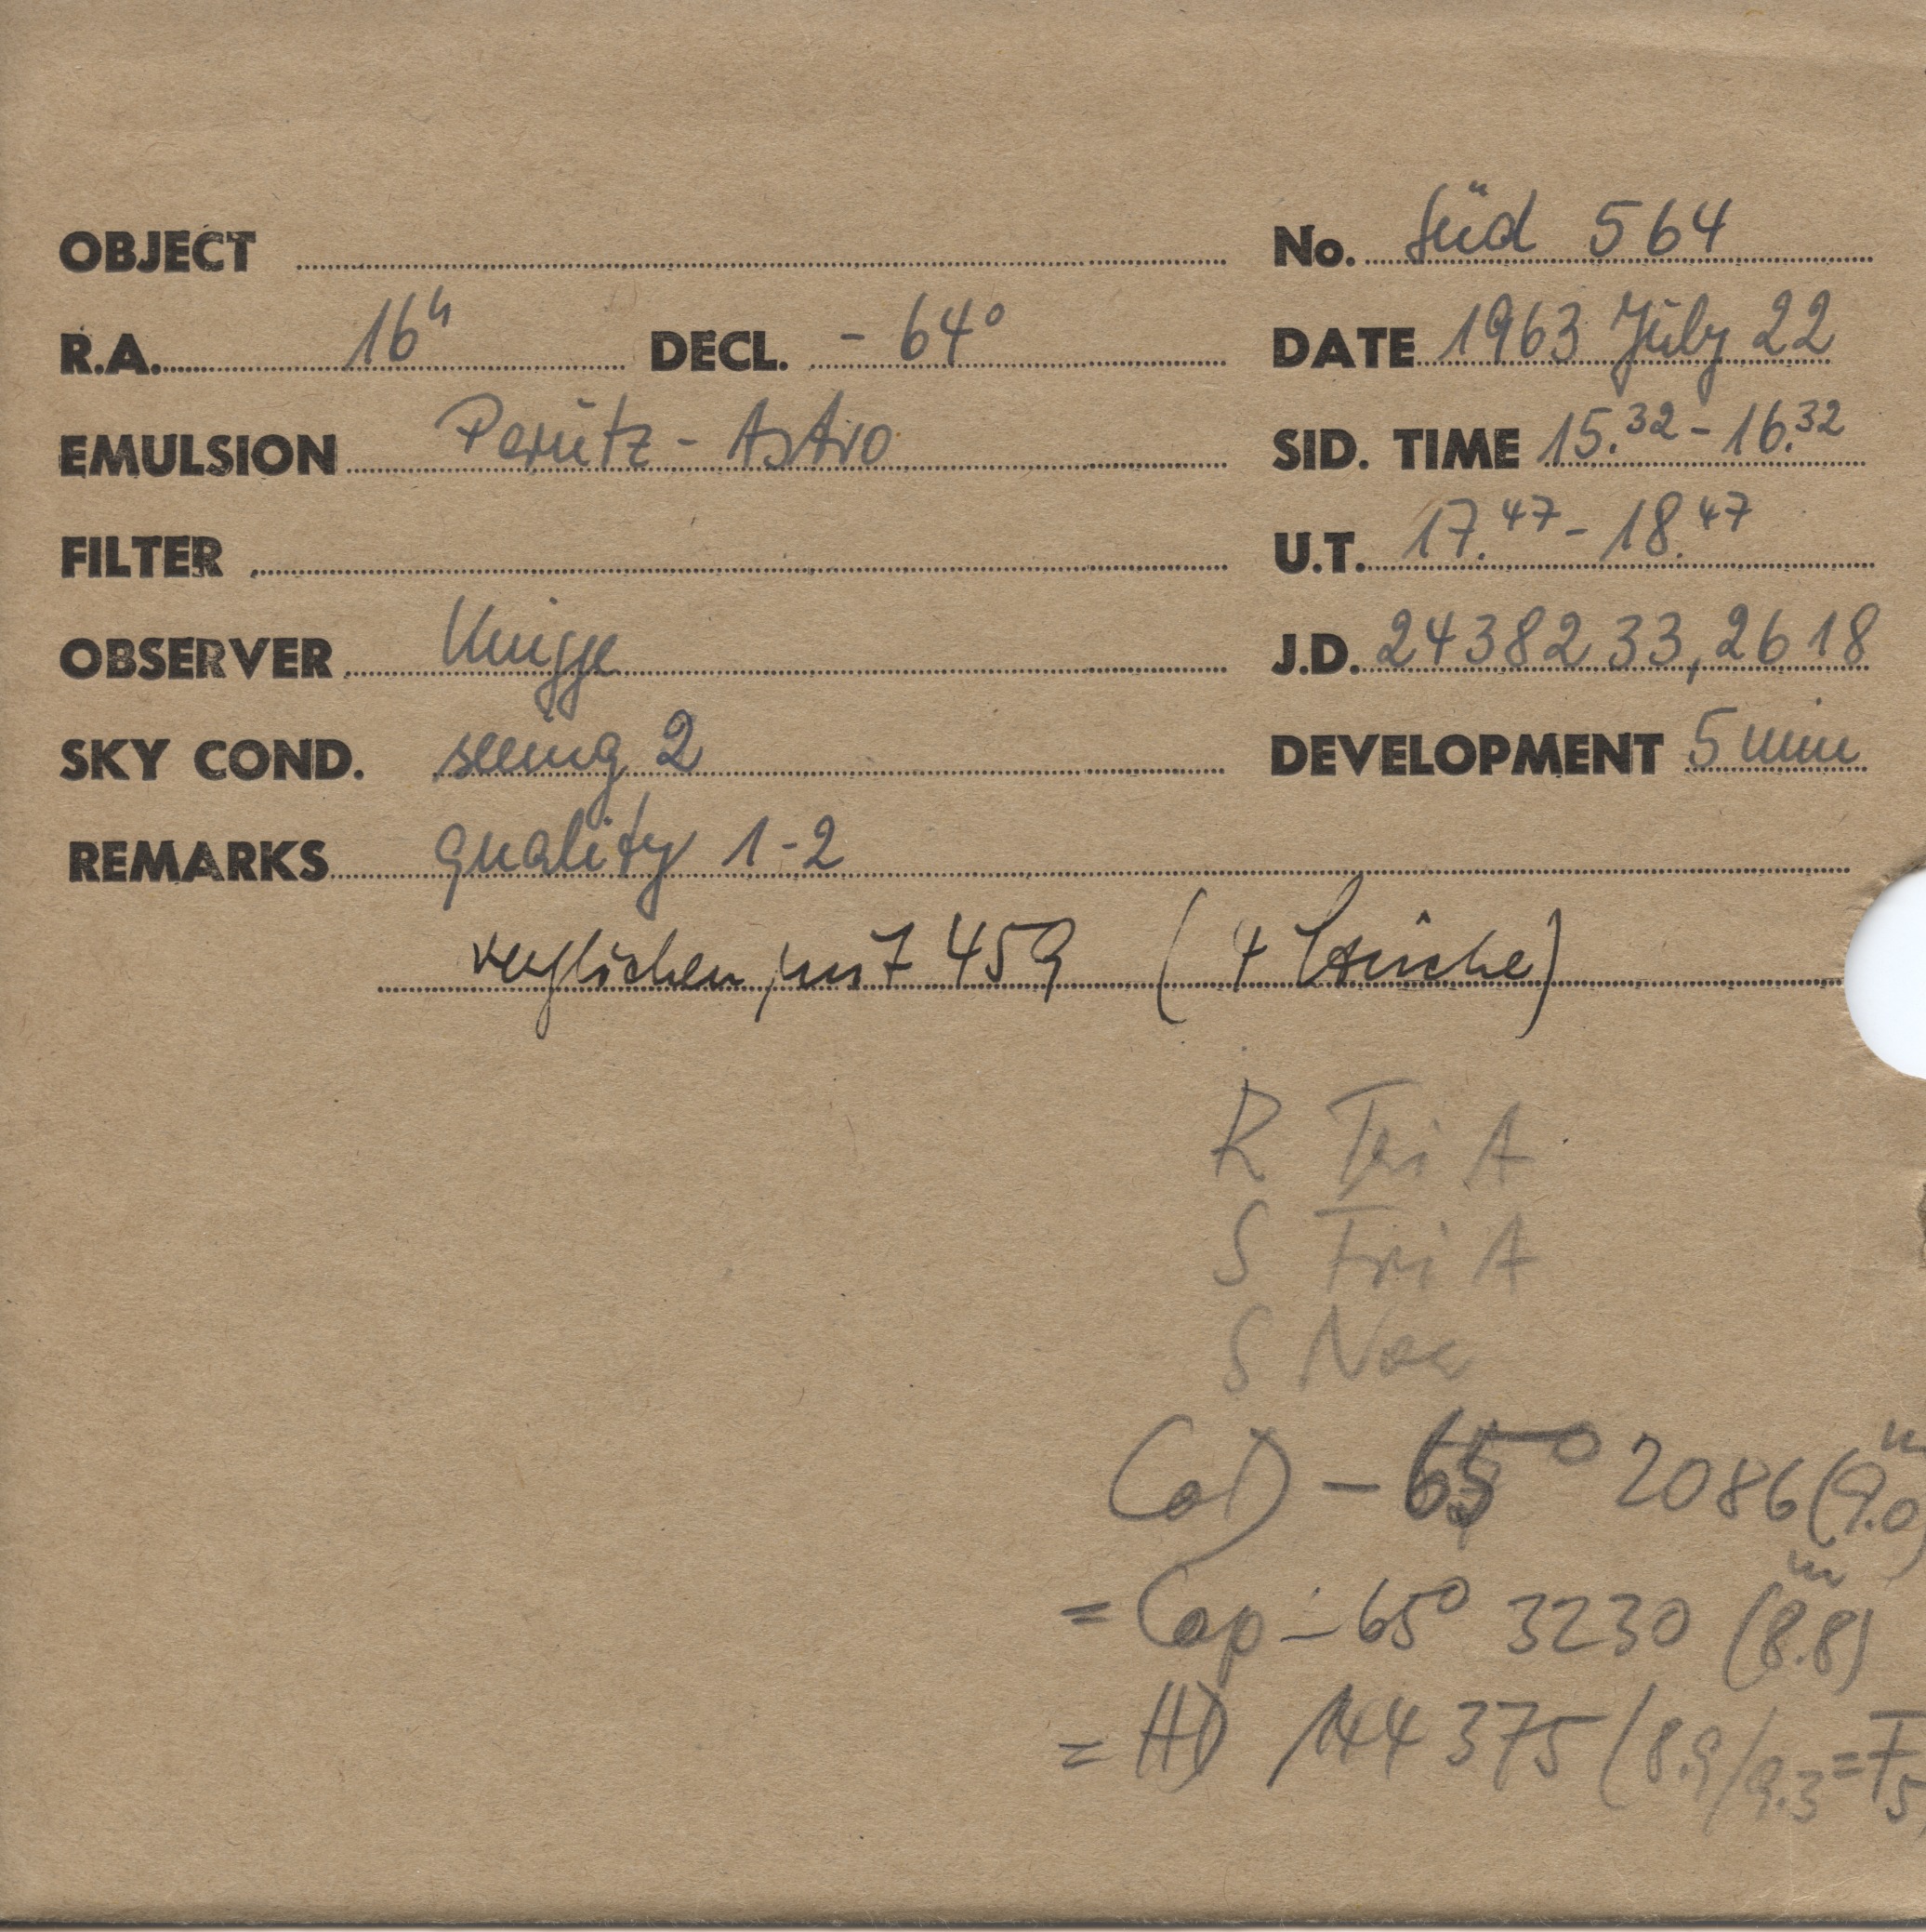 OBJECT No. Süd 564
R.A. 16h DECL. - 64° DATE 1963 July 22
EMULSION Perutz - Astro SID. TIME 15.32 - 16.32
FILTER U.T. 17.47 - 18.47
OBSERVER Knigge J.D. 2438233,2618
SKY COND. seeing 2 DEVELOPMENT 5 min
REMARKS quality 1-2
verglichen mit 459 (4 Striche)
R Tri A
S Tri A
S Nor
CoD - 65° 2086 (9.0m)
= Cap - 65° 3230 (8.8m)
= HD 144375 (8.9/9.3 = F5)